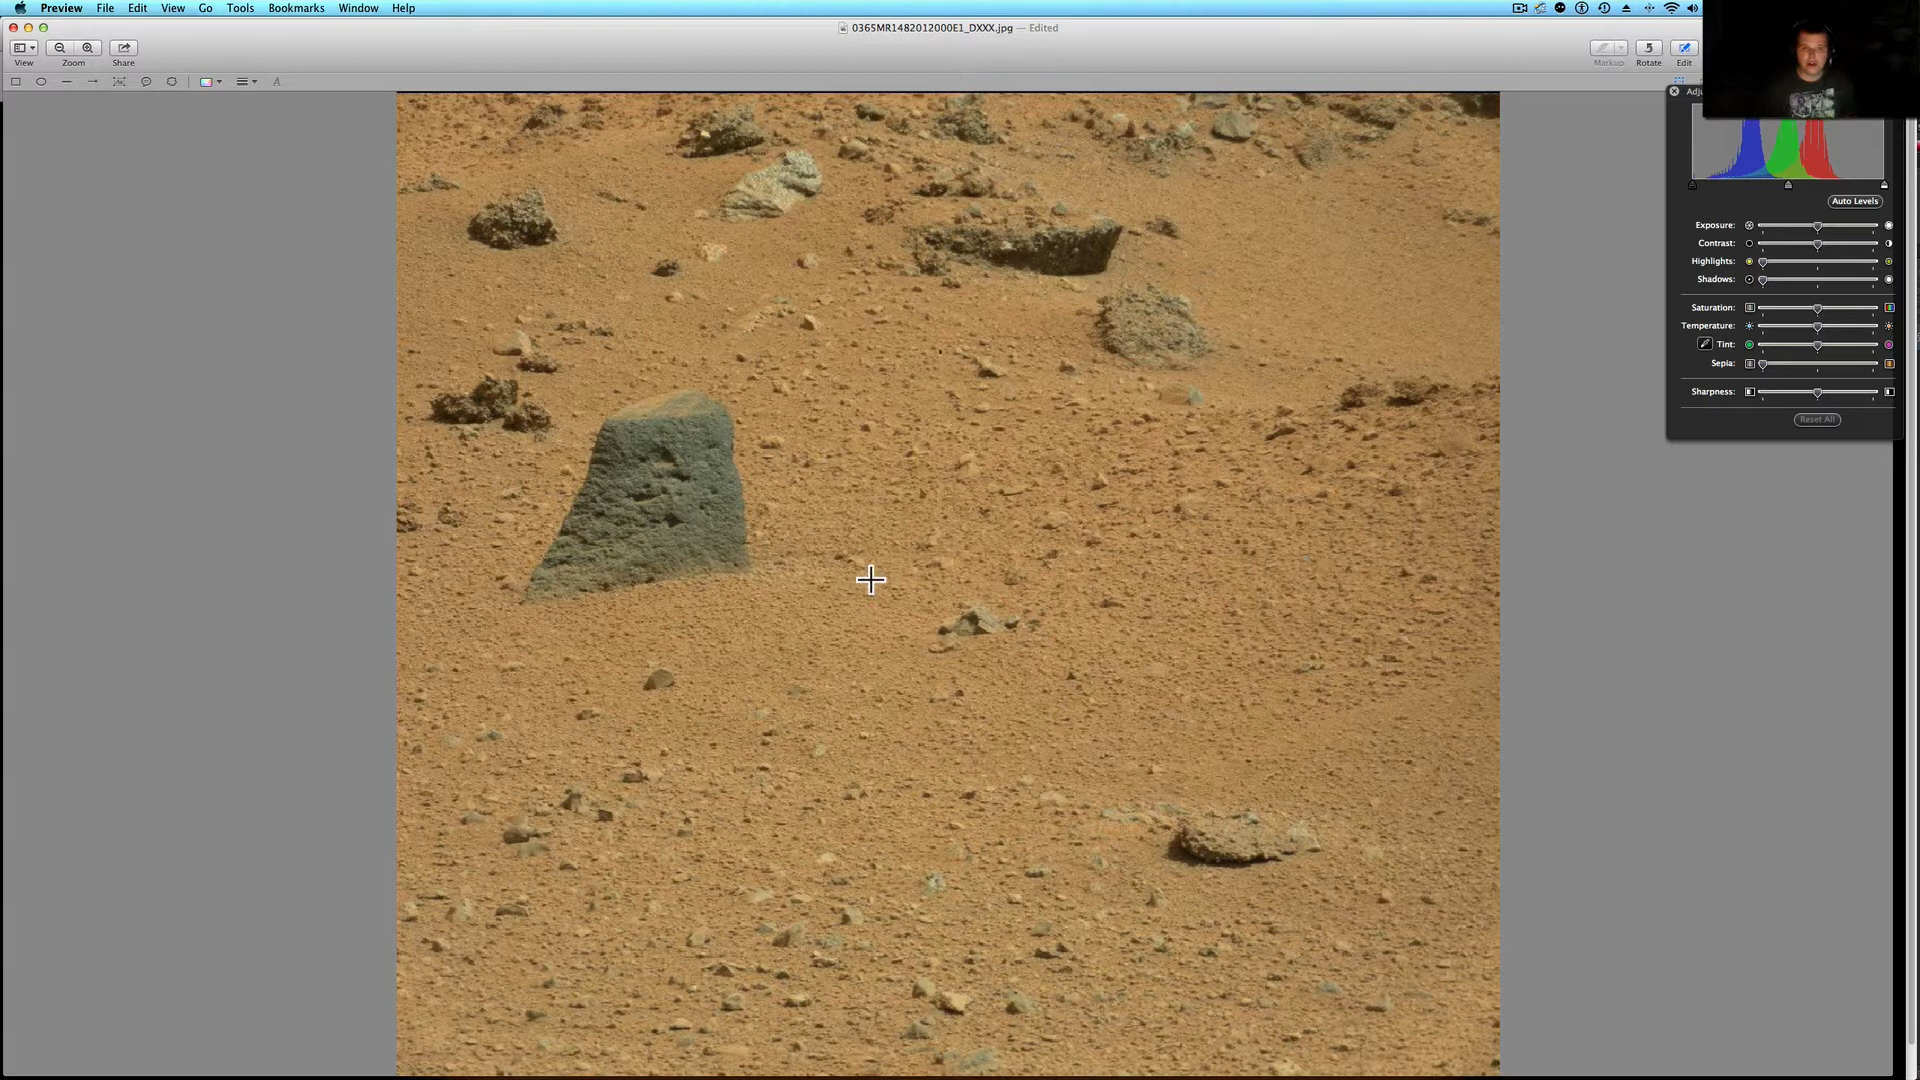 Preview File Edit View Go Tools Bookmarks Window Help
0365MR1482012000E1_DXXX.jpg — Edited
View Zoom Share Markup Rotate Edit
A
Auto Levels
Exposure:
Contrast:
Highlights:
Shadows:
Saturation:
Temperature:
Tint:
Sepia:
Sharpness:
Reset All